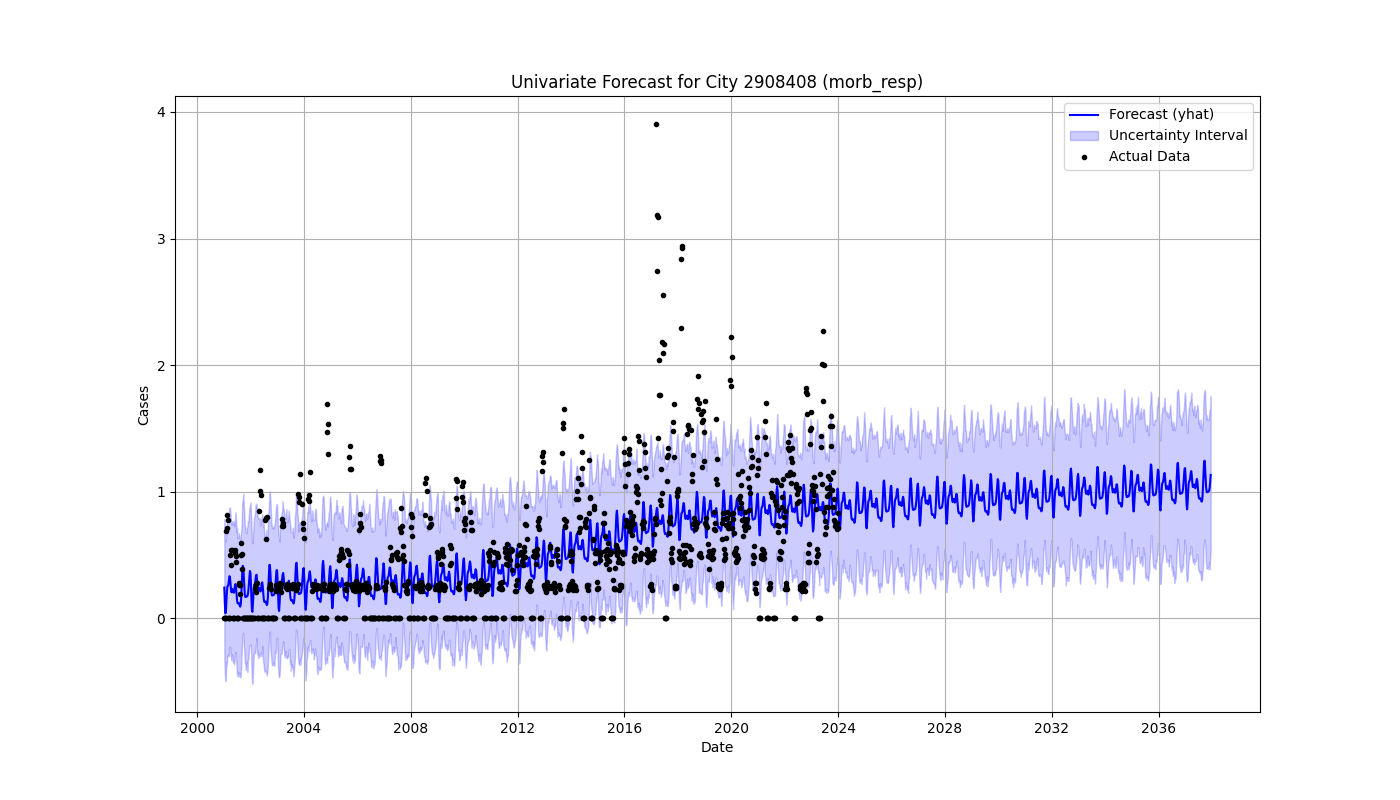 Univariate Forecast for City 2908408 (morb_resp)
Forecast (yhat)
Uncertainty Interval
Actual Data
Cases
4
3
2
1
0
2000 2004 2008 2012 2016 2020 2024 2028 2032 2036
Date